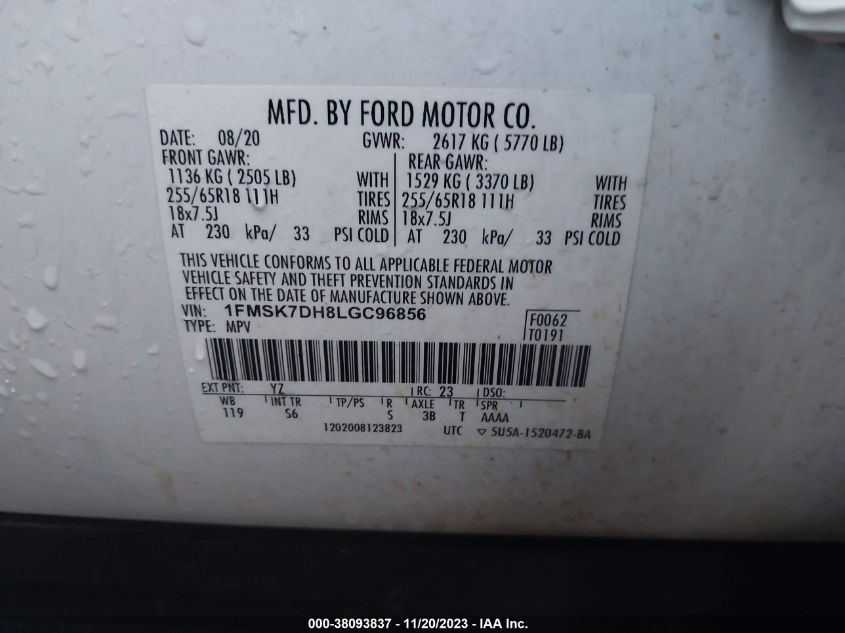 MFD. BY FORD MOTOR CO.
DATE: 08/20 GVWR: 2617 KG ( 5770 LB)
FRONT GAWR: REAR GAWR:
1136 KG ( 2505 LB) WITH 1529 KG ( 3370 LB) WITH
255/65R18 111H TIRES 255/65R18 111H TIRES
18x7.5J RIMS 18x7.5J RIMS
AT 230 kPa/ 33 PSI COLD AT 230 kPa/ 33 PSI COLD
THIS VEHICLE CONFORMS TO ALL APPLICABLE FEDERAL MOTOR
VEHICLE SAFETY AND THEFT PREVENTION STANDARDS IN
EFFECT ON THE DATE OF MANUFACTURE SHOWN ABOVE.
VIN: 1FMSK7DH8LGC96856 F0062
TYPE: MPV T0191
EXT PNT: YZ RC: 23 DSO:
WB INT TR TP/PS R AXLE TR SPR
119 S6 S 3B T AAAA
1202008123823 UTC ▽ 5U5A-1520472-BA
000-38093837 - 11/20/2023 - IAA Inc.